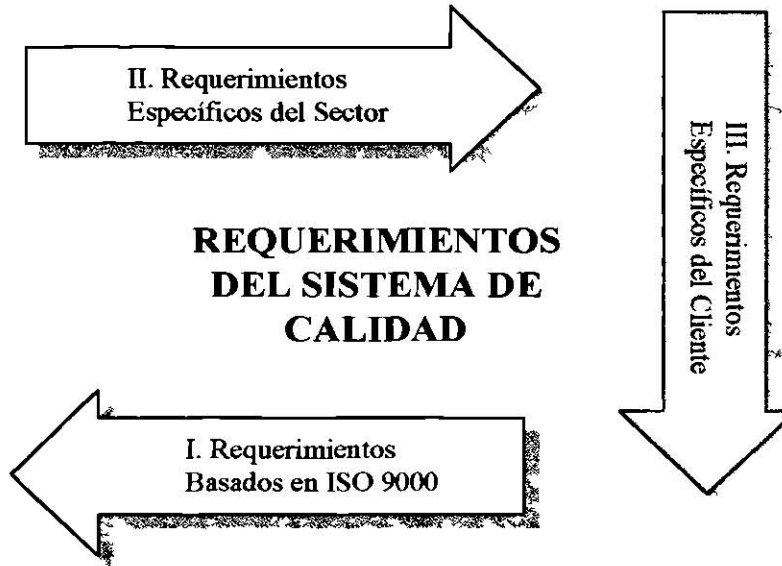 II. Requerimientos
Específicos del Sector
III. Requerimientos
Específicos del Cliente
REQUERIMIENTOS
DEL SISTEMA DE
CALIDAD
I. Requerimientos
Basados en ISO 9000